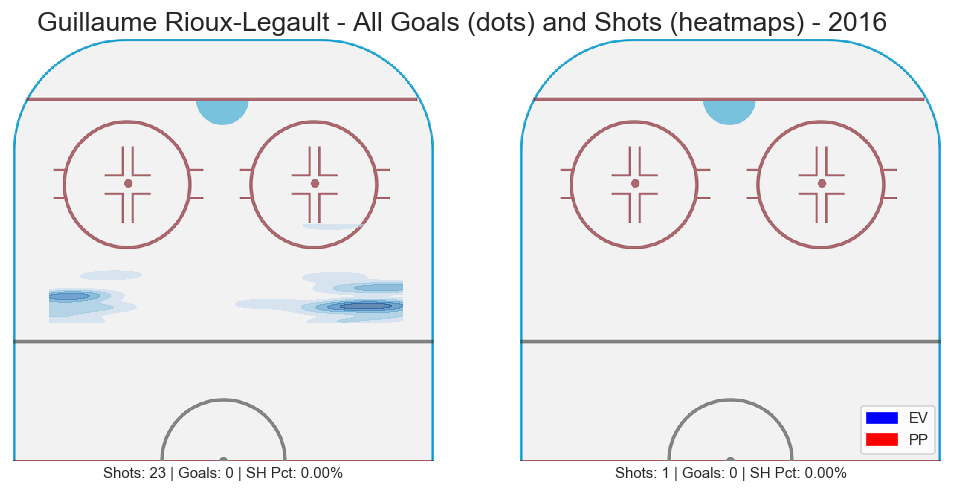 Guillaume Rioux-Legault - All Goals (dots) and Shots (heatmaps) - 2016
EV
PP
Shots: 23 | Goals: 0 | SH Pct: 0.00%
Shots: 1 | Goals: 0 | SH Pct: 0.00%